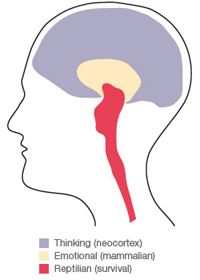 Thinking (neocortex)
Emotional (mammalian)
Reptilian (survival)